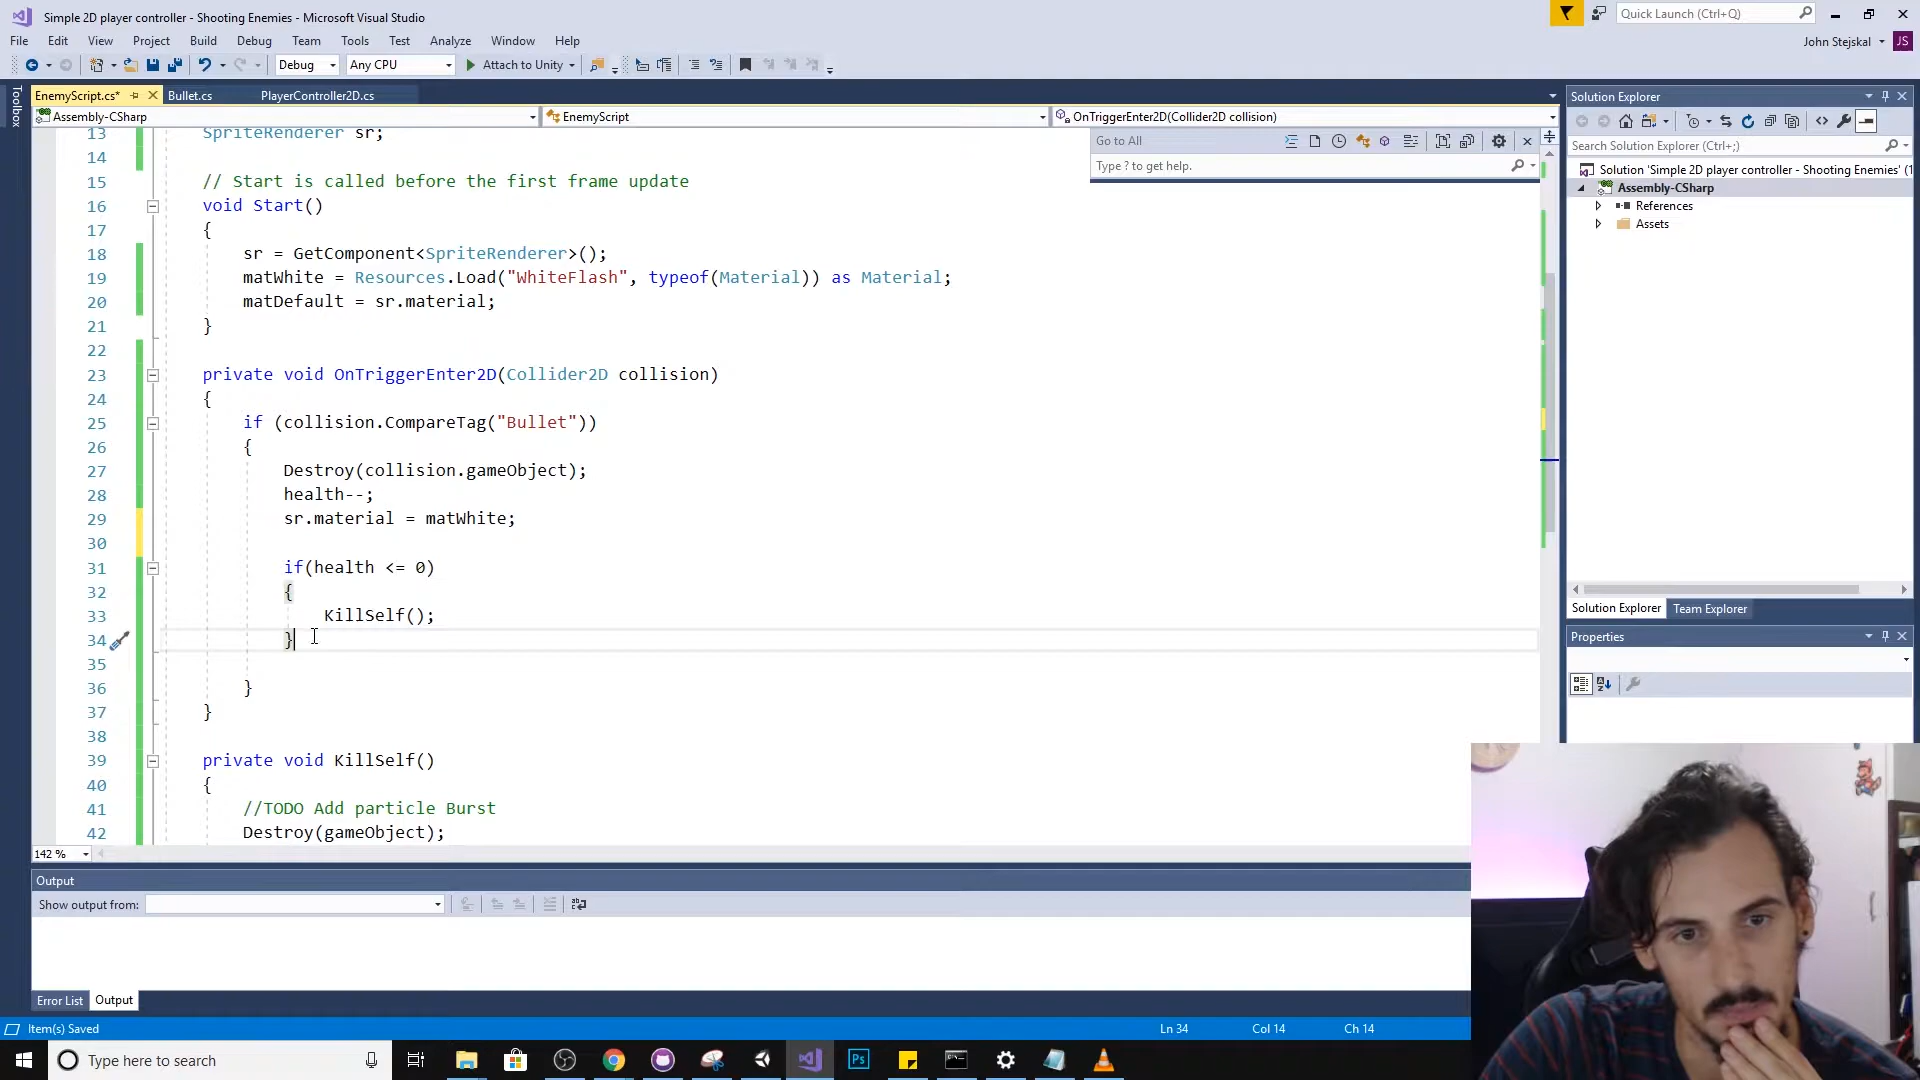 Simple 2D player controller - Shooting Enemies - Microsoft Visual Studio
Quick Launch (Ctrl+Q)
File Edit View Project Build Debug Team Tools Test Analyze Window Help
John Stejskal JS
Debug Any CPU Attach to Unity
Toolbox
EnemyScript.cs* Bullet.cs PlayerController2D.cs
Assembly-CSharp EnemyScript OnTriggerEnter2D(Collider2D collision)
Go to All
Type ? to get help.
13 SpriteRenderer sr;
14
15 // Start is called before the first frame update
16 void Start()
17 {
18 sr = GetComponent<SpriteRenderer>();
19 matWhite = Resources.Load("WhiteFlash", typeof(Material)) as Material;
20 matDefault = sr.material;
21 }
22
23 private void OnTriggerEnter2D(Collider2D collision)
24 {
25 if (collision.CompareTag("Bullet"))
26 {
27 Destroy(collision.gameObject);
28 health--;
29 sr.material = matWhite;
30
31 if(health <= 0)
32 {
33 KillSelf();
34 }
35
36 }
37 }
38
39 private void KillSelf()
40 {
41 //TODO Add particle Burst
42 Destroy(gameObject);
142 %
Solution Explorer
Search Solution Explorer (Ctrl+;)
Solution 'Simple 2D player controller - Shooting Enemies' (1
Assembly-CSharp
References
Assets
Solution Explorer Team Explorer
Properties
Output
Show output from:
Error List Output
Item(s) Saved Ln 34 Col 14 Ch 14
Type here to search
Ps